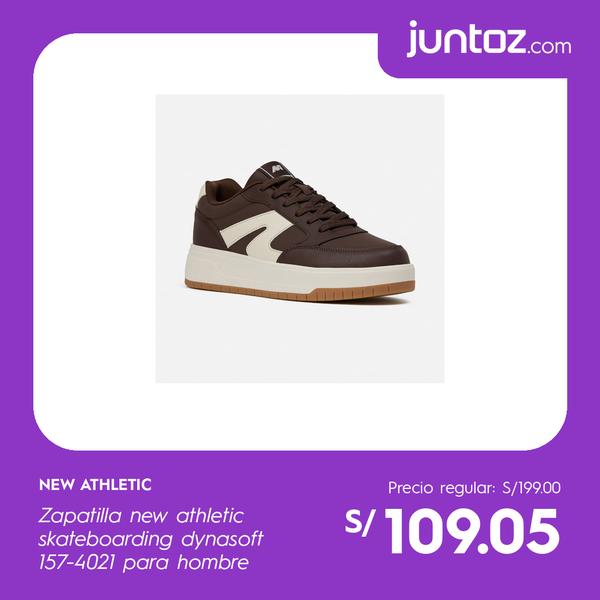 juntoz.com
NEW ATHLETIC
Zapatilla new athletic
skateboarding dynasoft
157-4021 para hombre
Precio regular: S/199.00
S/ 109.05